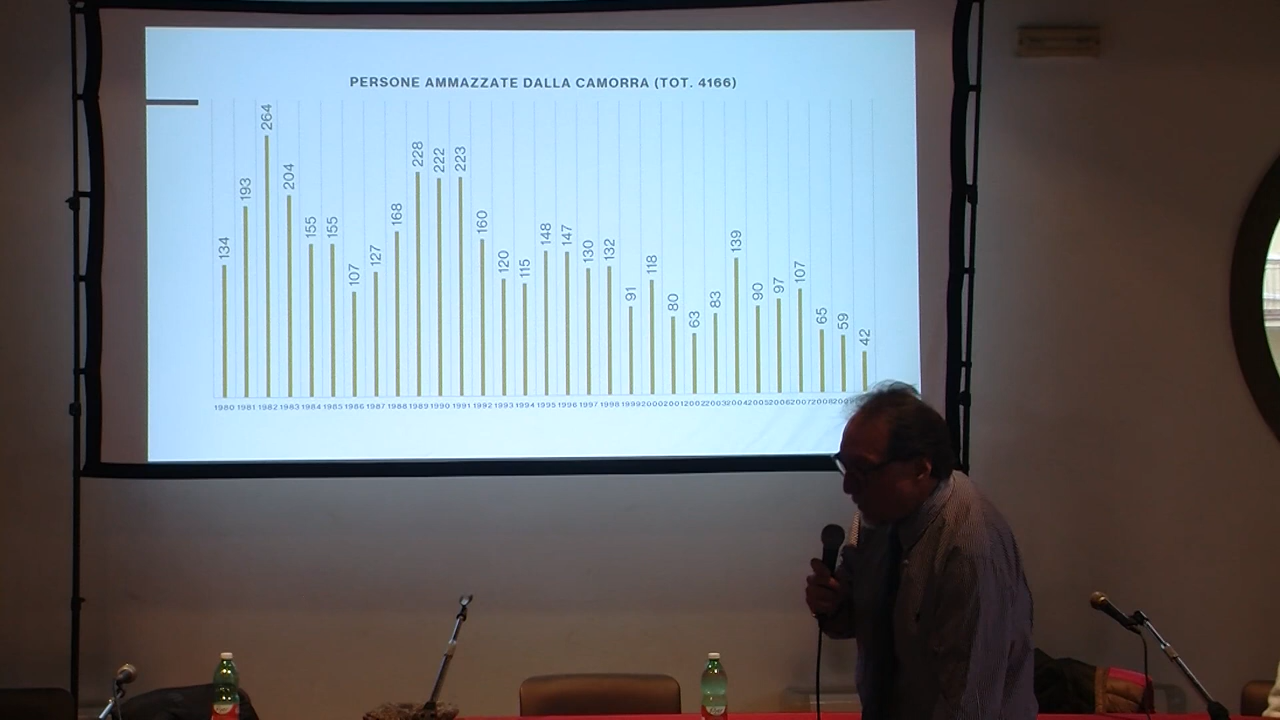 PERSONE AMMAZZATE DALLA CAMORRA (TOT. 4166)
134 193 264 204 155 155 107 127 168 228 222 223 160 120 115 148 147 130 132 91 118 80 63 83 139 90 97 107 65 59 42
1980 1981 1982 1983 1984 1985 1986 1987 1988 1989 1990 1991 1992 1993 1994 1995 1996 1997 1998 1999 2000 2001 2002 2003 2004 2005 2006 2007 2008 2009